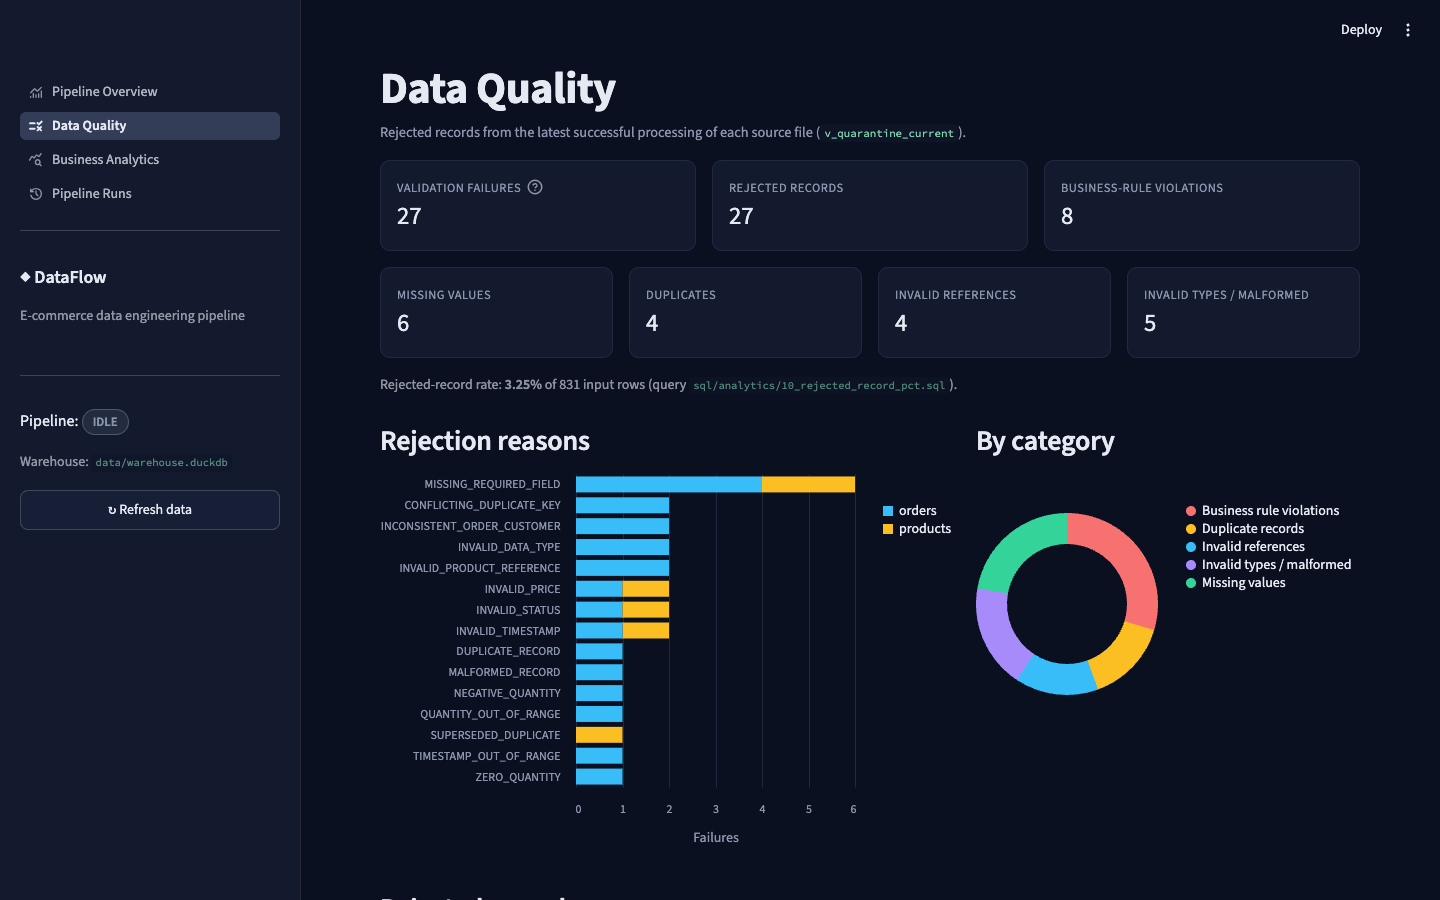 Deploy
Pipeline Overview
Data Quality
Business Analytics
Pipeline Runs
DataFlow
E-commerce data engineering pipeline
Pipeline: IDLE
Warehouse: data/warehouse.duckdb
↻ Refresh data
Data Quality
Rejected records from the latest successful processing of each source file ( v_quarantine_current ).
VALIDATION FAILURES ?
27
REJECTED RECORDS
27
BUSINESS-RULE VIOLATIONS
8
MISSING VALUES
6
DUPLICATES
4
INVALID REFERENCES
4
INVALID TYPES / MALFORMED
5
Rejected-record rate: 3.25% of 831 input rows (query sql/analytics/10_rejected_record_pct.sql ).
Rejection reasons
MISSING_REQUIRED_FIELD
CONFLICTING_DUPLICATE_KEY
INCONSISTENT_ORDER_CUSTOMER
INVALID_DATA_TYPE
INVALID_PRODUCT_REFERENCE
INVALID_PRICE
INVALID_STATUS
INVALID_TIMESTAMP
DUPLICATE_RECORD
MALFORMED_RECORD
NEGATIVE_QUANTITY
QUANTITY_OUT_OF_RANGE
SUPERSEDED_DUPLICATE
TIMESTAMP_OUT_OF_RANGE
ZERO_QUANTITY
0 1 2 3 4 5 6
Failures
orders
products
By category
Business rule violations
Duplicate records
Invalid references
Invalid types / malformed
Missing values